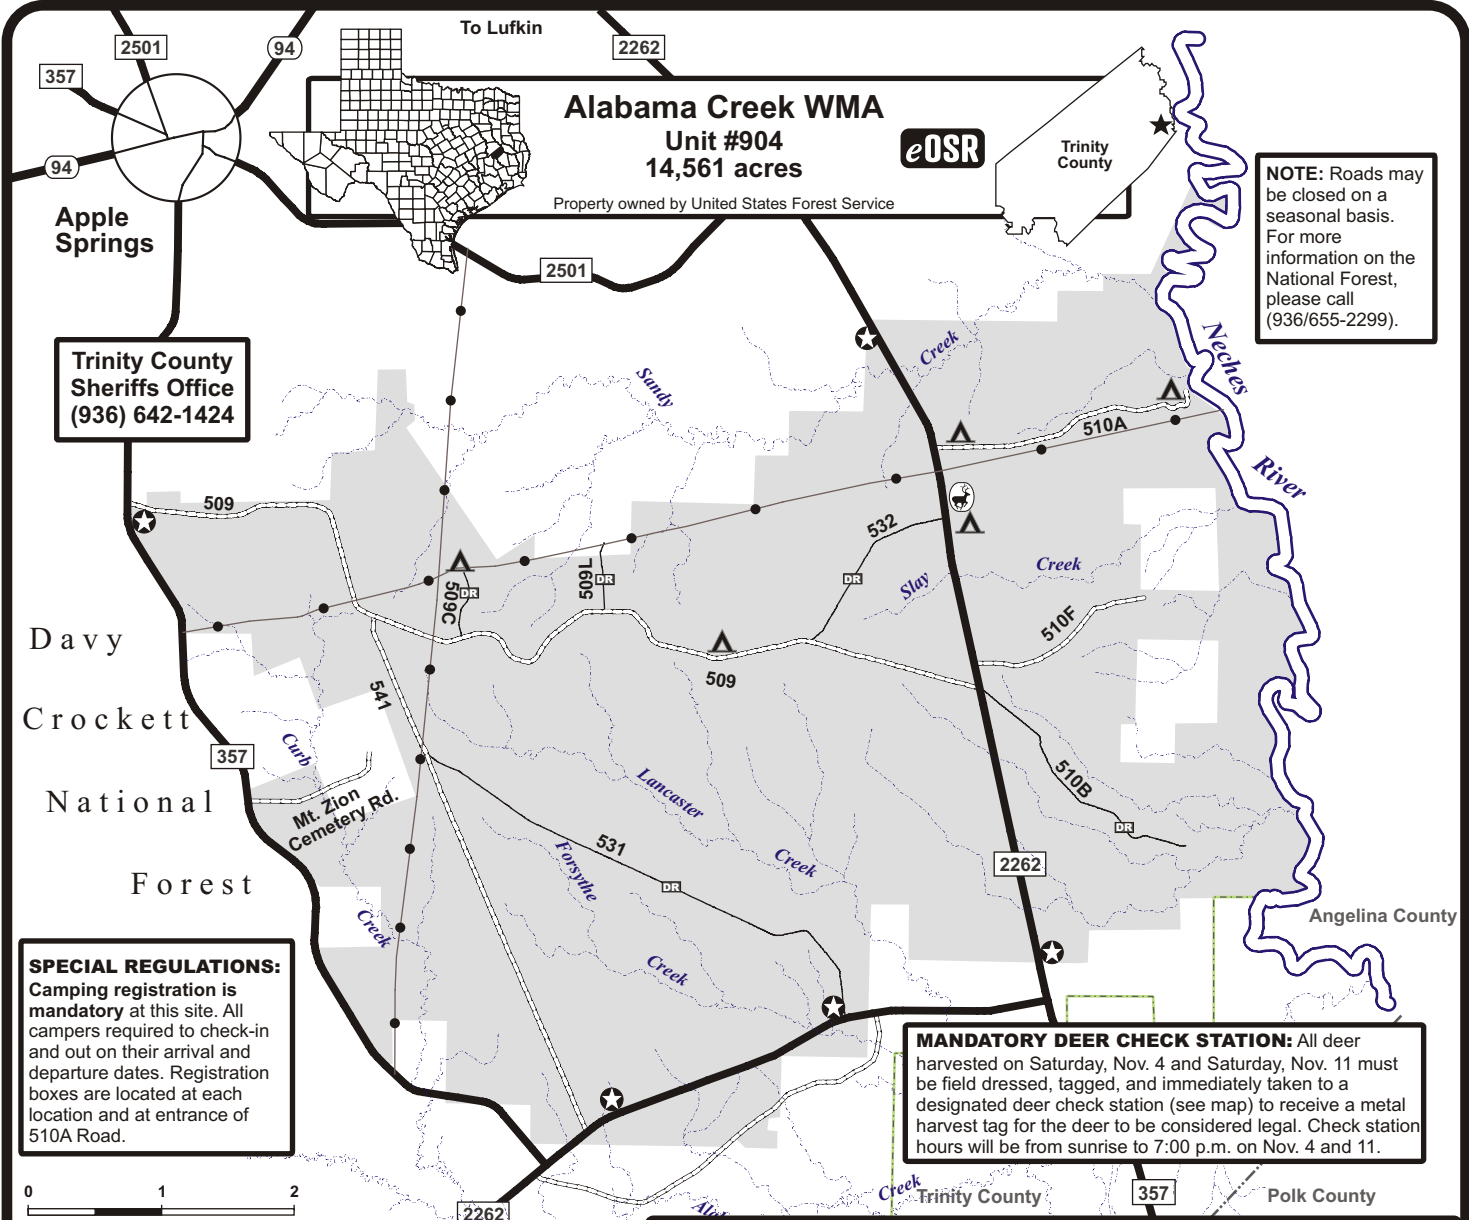 To Lufkin
2501
94
2262
357
94
Apple
Springs
Alabama Creek WMA
Unit #904
14,561 acres
Property owned by United States Forest Service
eOSR
Trinity
County
NOTE: Roads may
be closed on a
seasonal basis.
For more
information on the
National Forest,
please call
(936/655-2299).
2501
Trinity County
Sheriffs Office
(936) 642-1424
Sandy
Creek
Neches
River
510A
509
532
509L
DR
509C
DR
DR
Slay
Creek
510F
509
541
Davy
Crockett
National
Forest
357
Curb
Creek
Mt. Zion
Cemetery Rd.
Lancaster
Creek
510B
DR
531
DR
Forsythe
Creek
2262
Angelina County
SPECIAL REGULATIONS:
Camping registration is
mandatory at this site. All
campers required to check-in
and out on their arrival and
departure dates. Registration
boxes are located at each
location and at entrance of
510A Road.
MANDATORY DEER CHECK STATION: All deer
harvested on Saturday, Nov. 4 and Saturday, Nov. 11 must
be field dressed, tagged, and immediately taken to a
designated deer check station (see map) to receive a metal
harvest tag for the deer to be considered legal. Check station
hours will be from sunrise to 7:00 p.m. on Nov. 4 and 11.
0 1 2
2262
Creek
Trinity County
357
Polk County